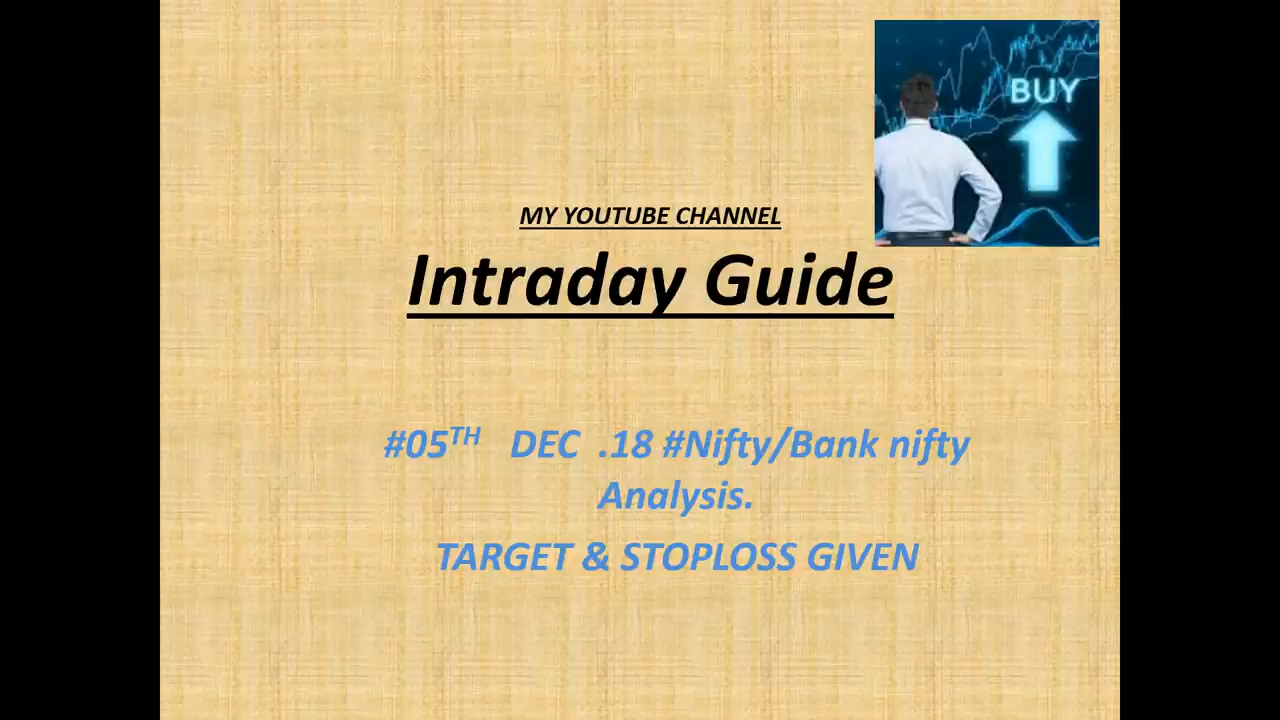 BUY
MY YOUTUBE CHANNEL
Intraday Guide
#05TH DEC .18 #Nifty/Bank nifty
Analysis.
TARGET & STOPLOSS GIVEN